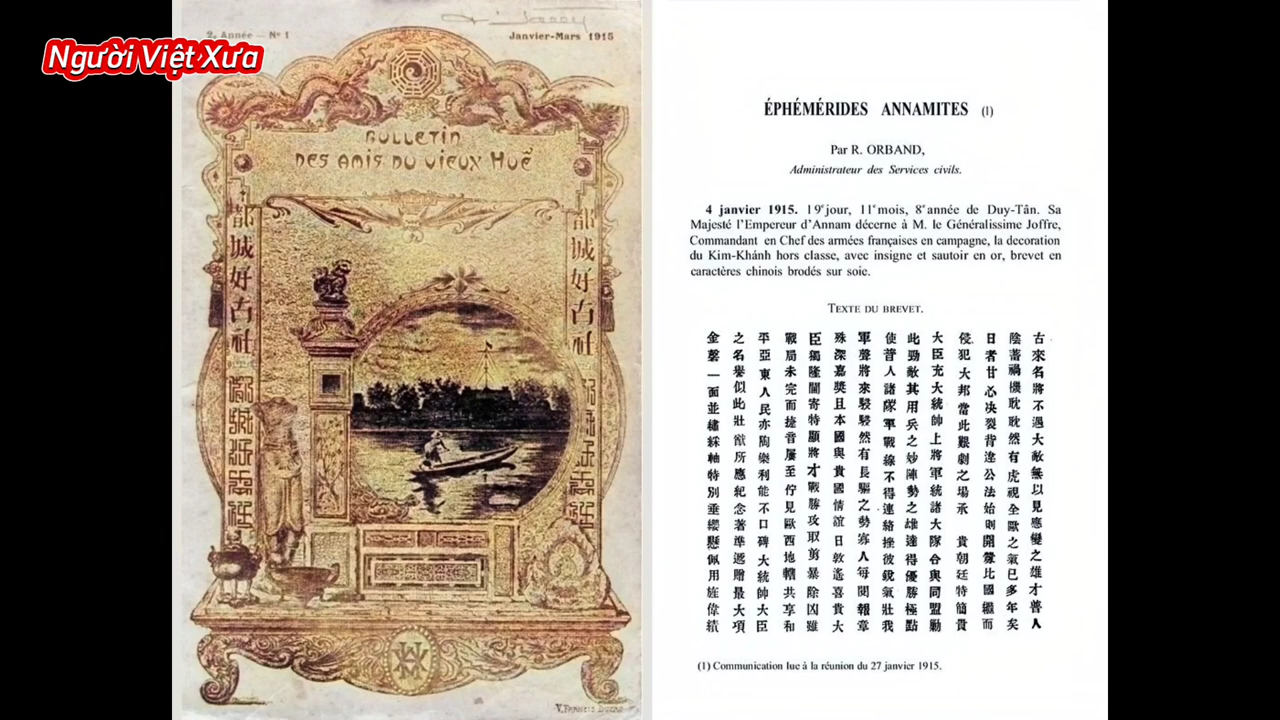 Người Việt Xưa
2e Année — No 1
Janvier-Mars 1915
BULLETIN
DES AMIS DU VIEUX HUẾ
都城好古社
都城好古社
V. FRANCIS
ÉPHÉMÉRIDES ANNAMITES (1)
Par R. ORBAND,
Administrateur des Services civils.
4 janvier 1915. 19e jour, 11e mois, 8e année de Duy-Tân. Sa
Majesté l’Empereur d’Annam décerne à M. le Généralissime Joffre,
Commandant en Chef des armées françaises en campagne, la decoration
du Kim-Khánh hors classe, avec insigne et sautoir en or, brevet en
caractères chinois brodés sur soie.
TEXTE DU BREVET.
古來名將不遇大敵無以見應變之雄才普人
陰蓄禍機耽耽然有虎視全歐之氣已多年矣
日者甘心决裂背違公法始則開釁比國繼而
侵犯大邦當此艱劇之場承 貴朝廷特簡貴
大臣充大統帥上將軍統諸大隊合與同盟勦
此勁敵其用兵之妙陣勢之雄達得優勝極點
使普人諸隊軍戰線不得連絡挫彼銳氣壯我
軍聲將來駸駸然有長驅之勢寡人每閱報章
殊深嘉獎且本國與貴國情誼日敦遙喜貴大
臣獨隆閫寄特顯將才戰勝攻取剪暴除凶雖
戰局未完而捷音屢至佇見歐西地轄共享和
平亞東人民亦陶樂利能不口碑大統帥大臣
之名譽似此壯猷所應紀念著準遞贈最大項
金磬一面並繡綵軸特別垂纓懸佩用旌偉績
(1) Communication lue à la réunion du 27 janvier 1915.